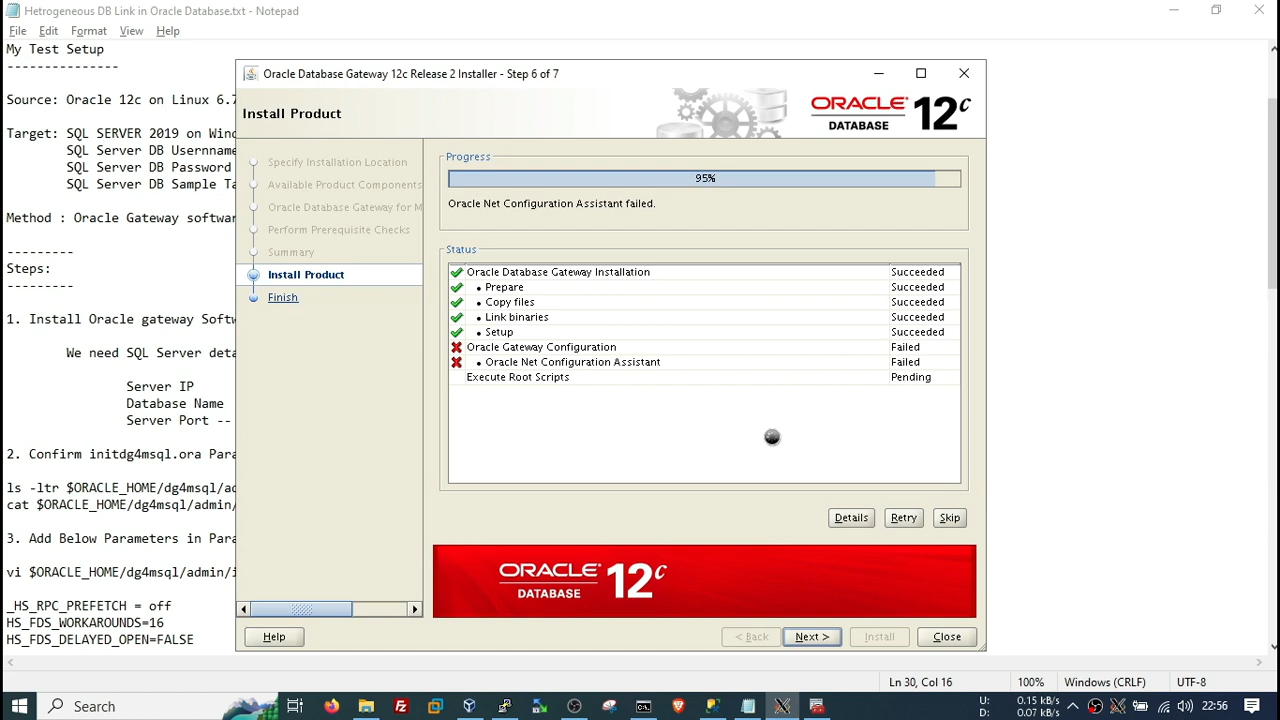 Hetrogeneous DB Link in Oracle Database.txt - Notepad
File Edit Format View Help
My Test Setup
---------------
Source: Oracle 12c on Linux 6.7
Target: SQL SERVER 2019 on Win
SQL Server DB Usernname
SQL Server DB Password
SQL Server DB Sample Ta
Method : Oracle Gateway softwar
---------
Steps:
---------
1. Install Oracle gateway Softw
We need SQL Server deta
Server IP
Database Name
Server Port --
2. Confirm initdg4msql.ora Para
ls -ltr $ORACLE_HOME/dg4msql/a
cat $ORACLE_HOME/dg4msql/admin/
3. Add Below Parameters in Para
vi $ORACLE_HOME/dg4msql/admin/i
_HS_RPC_PREFETCH = off
HS_FDS_WORKAROUNDS=16
HS_FDS_DELAYED_OPEN=FALSE
Oracle Database Gateway 12c Release 2 Installer - Step 6 of 7
Install Product
ORACLE DATABASE 12c
Specify Installation Location
Available Product Components
Oracle Database Gateway for M
Perform Prerequisite Checks
Summary
Install Product
Finish
Progress
95%
Oracle Net Configuration Assistant failed.
Status
Oracle Database Gateway Installation Succeeded
• Prepare Succeeded
• Copy files Succeeded
• Link binaries Succeeded
• Setup Succeeded
Oracle Gateway Configuration Failed
• Oracle Net Configuration Assistant Failed
Execute Root Scripts Pending
Details Retry Skip
ORACLE DATABASE 12c
Help < Back Next > Install Close
Ln 30, Col 16 100% Windows (CRLF) UTF-8
Search
U: 0.15 kB/s
D: 0.07 kB/s
22:56